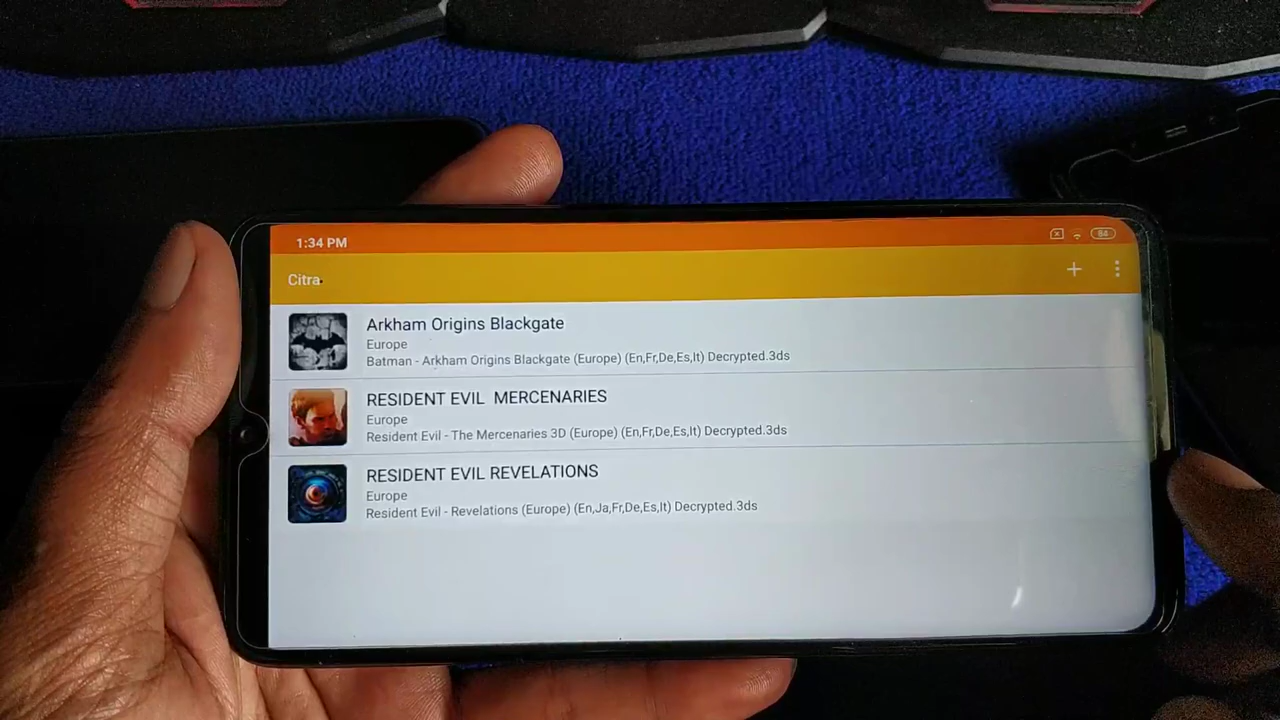 1:34 PM
84
Citra
Arkham Origins Blackgate
Europe
Batman - Arkham Origins Blackgate (Europe) (En,Fr,De,Es,It) Decrypted.3ds
RESIDENT EVIL MERCENARIES
Europe
Resident Evil - The Mercenaries 3D (Europe) (En,Fr,De,Es,It) Decrypted.3ds
RESIDENT EVIL REVELATIONS
Europe
Resident Evil - Revelations (Europe) (En,Ja,Fr,De,Es,It) Decrypted.3ds